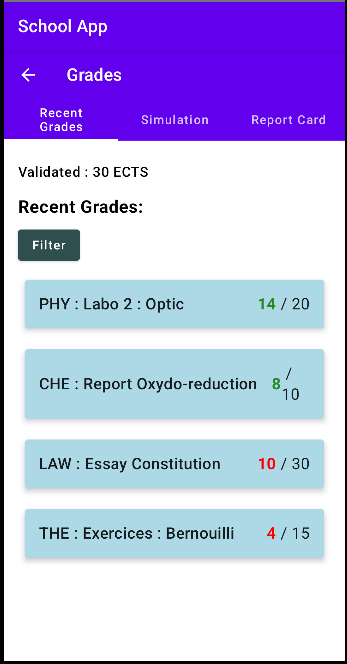 School App
Grades
Recent
Grades
Simulation
Report Card
Validated : 30 ECTS
Recent Grades:
Filter
PHY : Labo 2 : Optic 14 / 20
CHE : Report Oxydo-reduction 8 /
10
LAW : Essay Constitution 10 / 30
THE : Exercices : Bernouilli 4 / 15